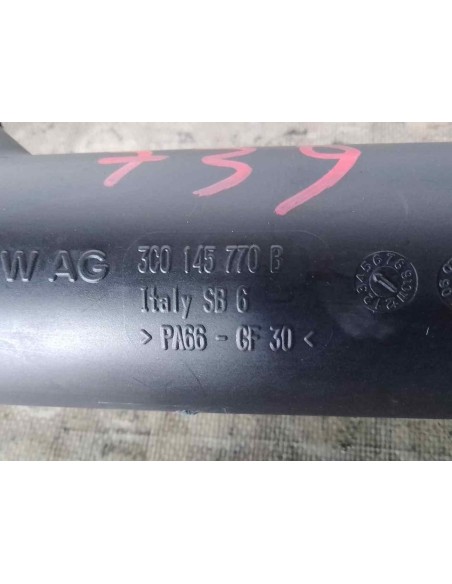 739
W AG 3C0 145 770 B
Italy SB 6
> PA66 - GF 30 <